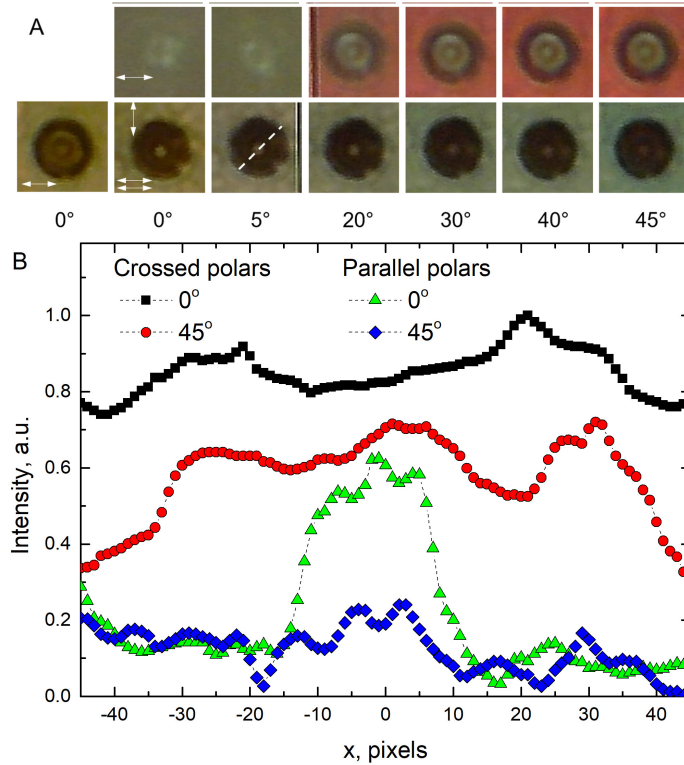 A
0° 0° 5° 20° 30° 40° 45°
B
Crossed polars Parallel polars
0° 0°
45° 45°
1.0
0.8
0.6
0.4
0.2
0.0
Intensity, a.u.
-40 -30 -20 -10 0 10 20 30 40
x, pixels